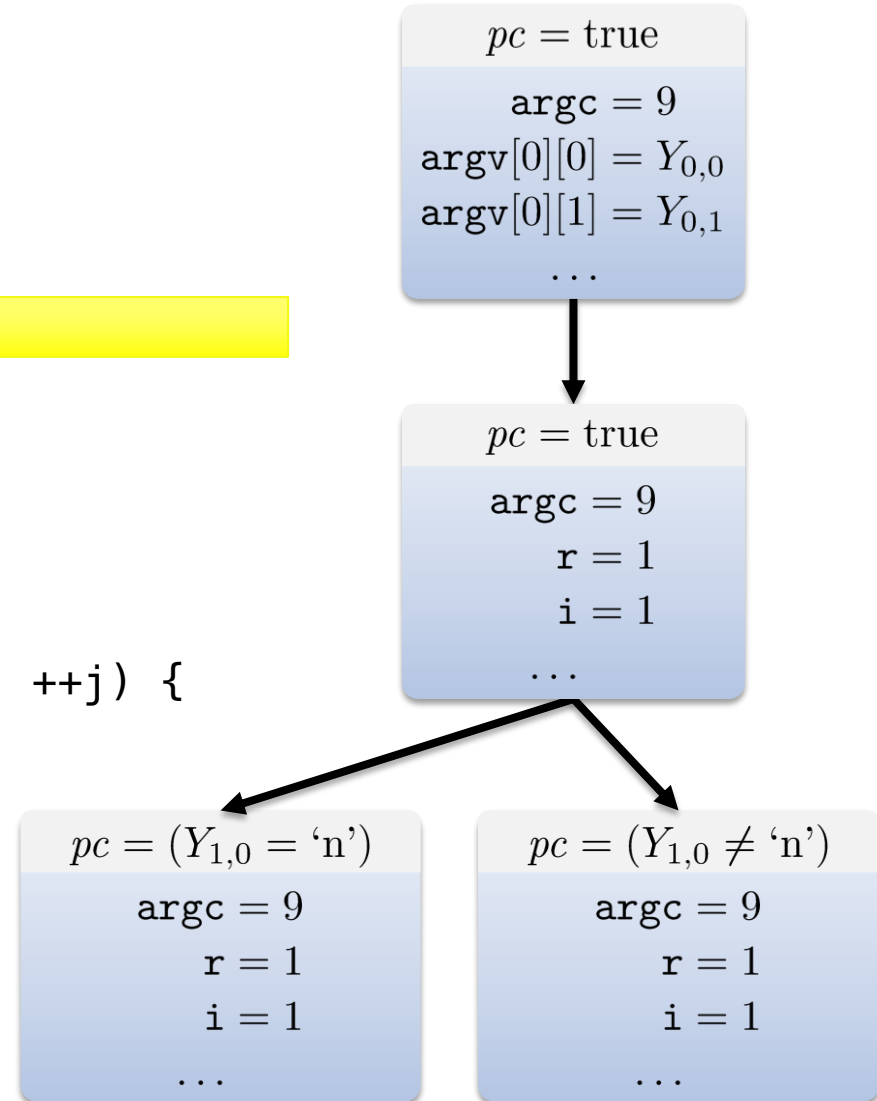 pc = true
argc = 9
argv[0][0] = Y0,0
argv[0][1] = Y0,1
...
pc = true
argc = 9
r = 1
i = 1
...
++j) {
pc = (Y1,0 = ‘n’)
argc = 9
r = 1
i = 1
...
pc = (Y1,0 ≠ ‘n’)
argc = 9
r = 1
i = 1
...